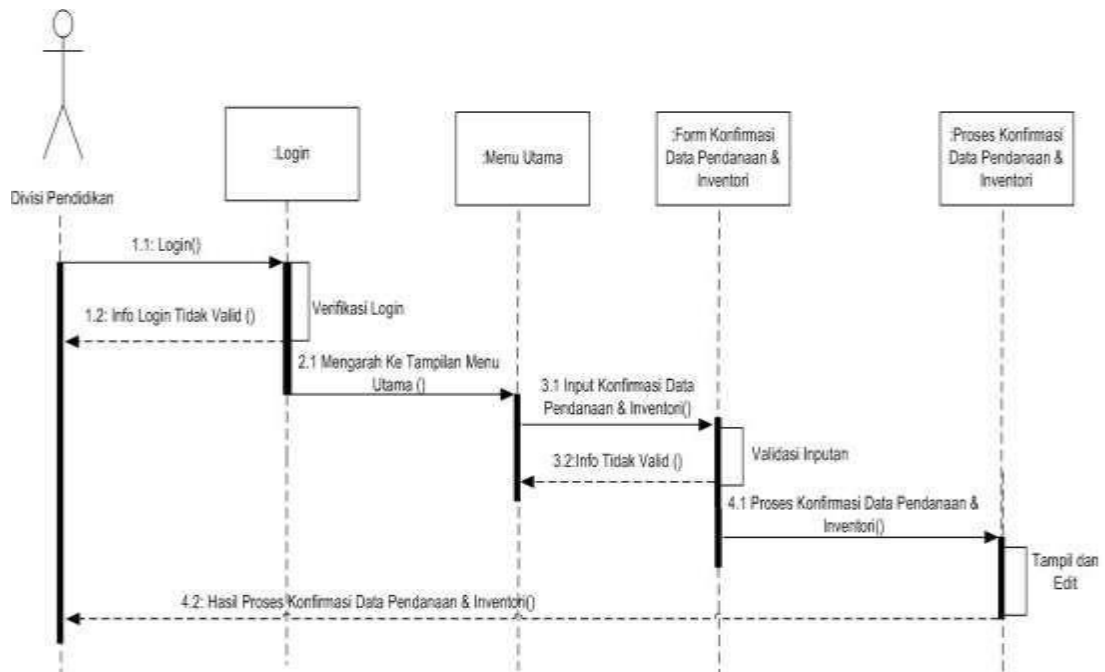 :Login
:Menu Utama
:Form Konfirmasi
Data Pendanaan &
Inventori
:Proses Konfirmasi
Data Pendanaan &
Inventori
Divisi Pendidikan
1.1: Login()
Verifikasi Login
1.2: Info Login Tidak Valid ()
2.1 Mengarah Ke Tampilan Menu
Utama ()
3.1 Input Konfirmasi Data
Pendanaan & Inventori()
Validasi Inputan
3.2:Info Tidak Valid ()
4.1 Proses Konfirmasi Data Pendanaan &
Inventori()
Tampil dan
Edit
4.2: Hasil Proses Konfirmasi Data Pendanaan & Inventori()